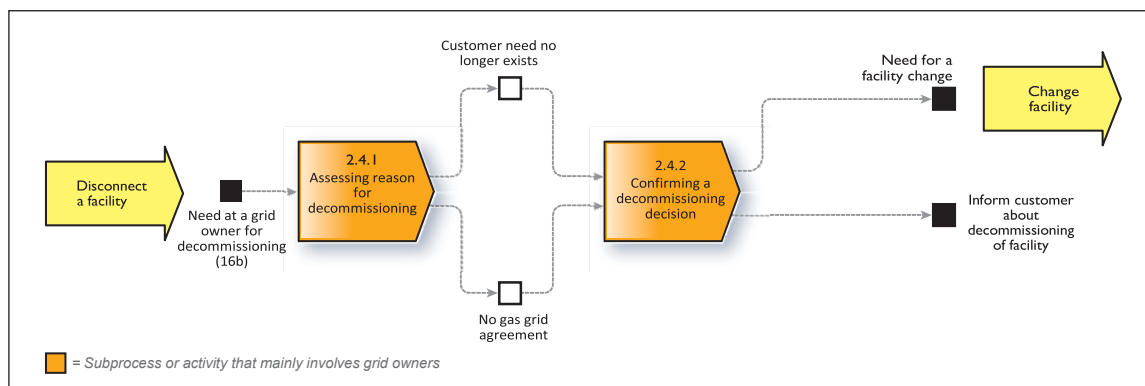 Customer need no
longer exists
Need for a
facility change
Change
facility
2.4.1
Assessing reason
for
decommissioning
2.4.2
Confirming a
decommissioning
decision
Disconnect
a facility
Need at a grid
owner for
decommissioning
(16b)
Inform customer
about
decommissioning
of facility
No gas grid
agreement
= Subprocess or activity that mainly involves grid owners